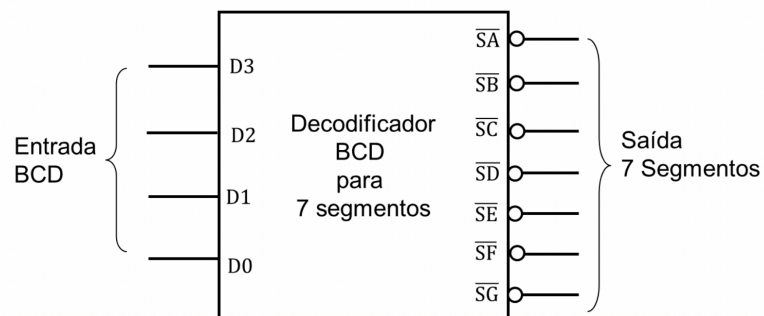 Entrada
BCD
D3
D2
D1
D0
Decodificador
BCD
para
7 segmentos
SA
SB
SC
SD
SE
SF
SG
Saída
7 Segmentos